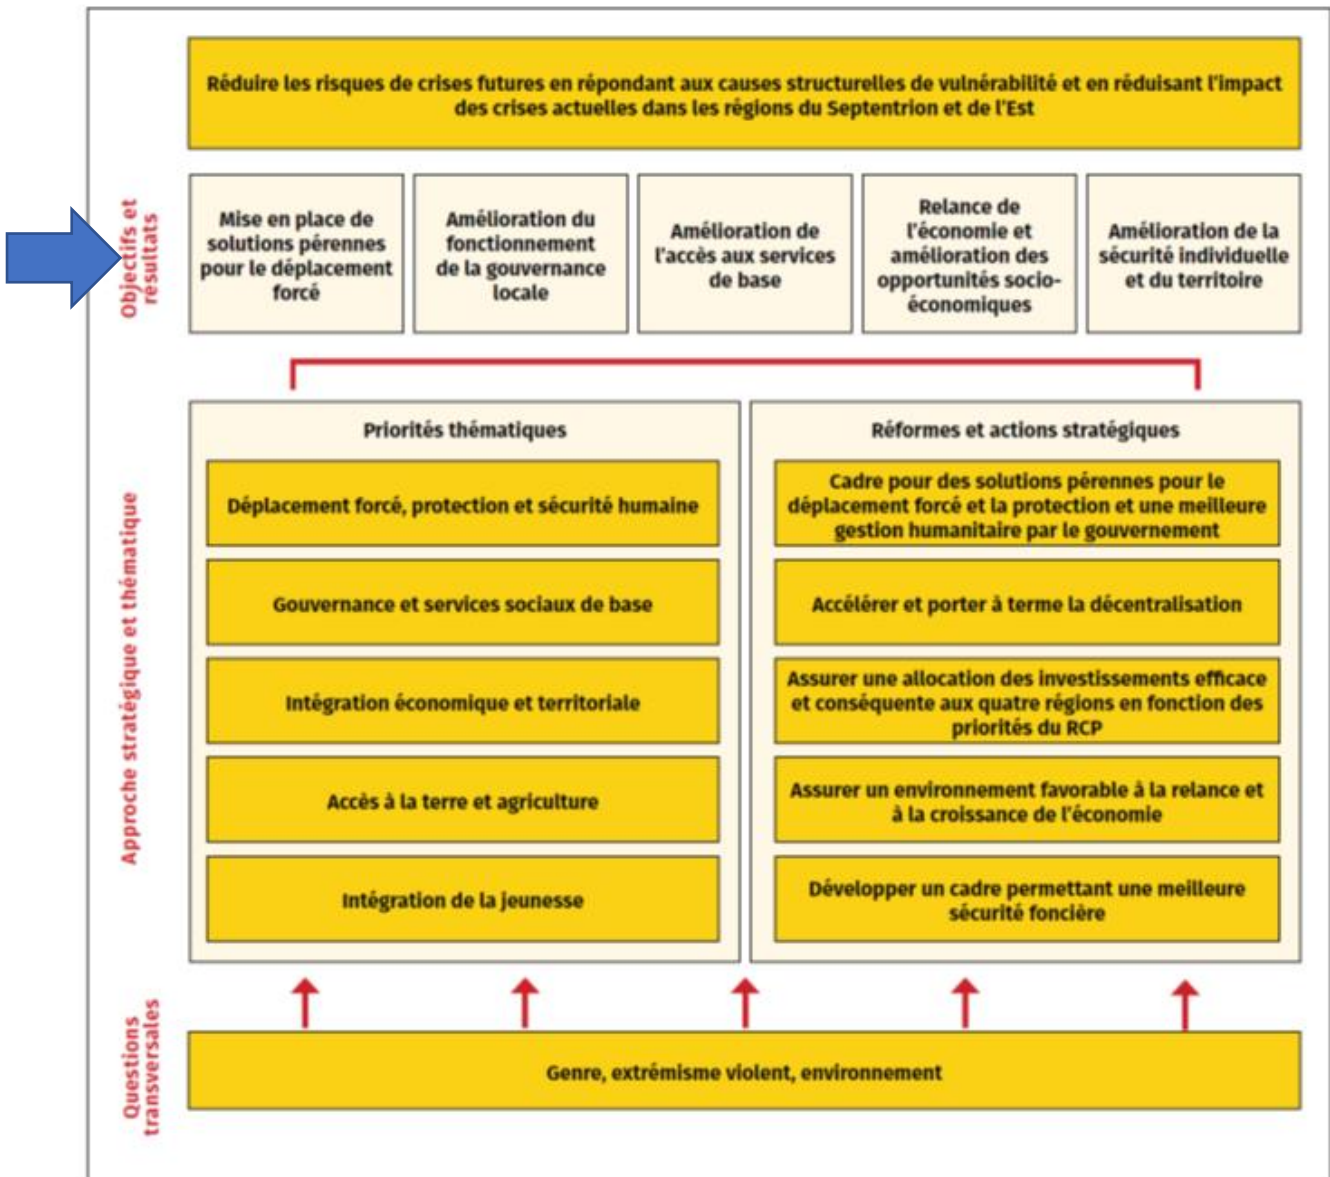 Réduire les risques de crises futures en répondant aux causes structurelles de vulnérabilité et en réduisant l'impact
des crises actuelles dans les régions du Septentrion et de l'Est
Objectifs et
résultats
Mise en place de
solutions pérennes
pour le déplacement
forcé
Amélioration du
fonctionnement
de la gouvernance
locale
Amélioration de
l'accès aux services
de base
Relance de
l'économie et
amélioration des
opportunités socio-
économiques
Amélioration de la
sécurité individuelle
et du territoire
Approche stratégique et thématique
Priorités thématiques
Déplacement forcé, protection et sécurité humaine
Gouvernance et services sociaux de base
Intégration économique et territoriale
Accès à la terre et agriculture
Intégration de la jeunesse
Réformes et actions stratégiques
Cadre pour des solutions pérennes pour le
déplacement forcé et la protection et une meilleure
gestion humanitaire par le gouvernement
Accélérer et porter à terme la décentralisation
Assurer une allocation des investissements efficace
et conséquente aux quatre régions en fonction des
priorités du RCP
Assurer un environnement favorable à la relance et
à la croissance de l'économie
Développer un cadre permettant une meilleure
sécurité foncière
Questions
transversales
Genre, extrémisme violent, environnement